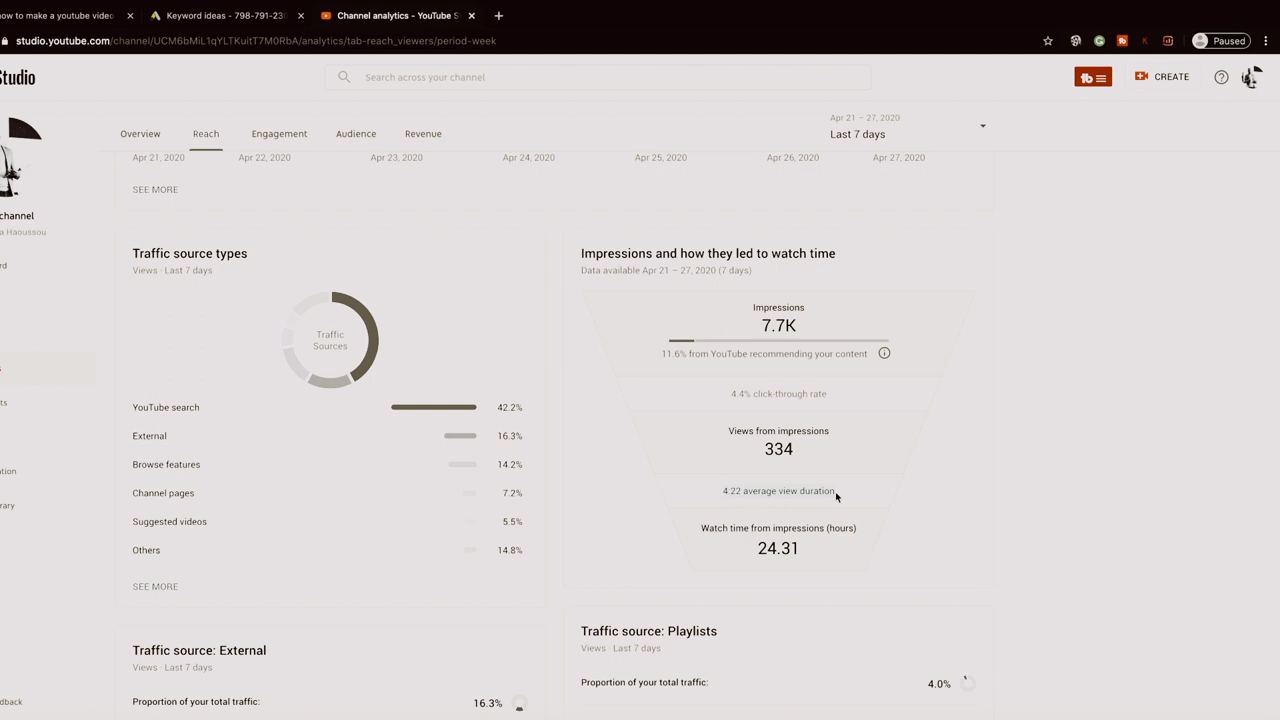 ow to make a youtube video
Keyword ideas - 798-791-230
Channel analytics - YouTube S
studio.youtube.com/channel/UCM6bMiL1qYLTKuitT7M0RbA/analytics/tab-reach_viewers/period-week
Paused
Studio
Search across your channel
CREATE
Overview
Reach
Engagement
Audience
Revenue
Apr 21 – 27, 2020
Last 7 days
Apr 21, 2020
Apr 22, 2020
Apr 23, 2020
Apr 24, 2020
Apr 25, 2020
Apr 26, 2020
Apr 27, 2020
SEE MORE
channel
a Haoussou
rd
s
ts
tion
rary
dback
Traffic source types
Views · Last 7 days
Traffic
Sources
YouTube search 42.2%
External 16.3%
Browse features 14.2%
Channel pages 7.2%
Suggested videos 5.5%
Others 14.8%
SEE MORE
Impressions and how they led to watch time
Data available Apr 21 – 27, 2020 (7 days)
Impressions
7.7K
11.6% from YouTube recommending your content
4.4% click-through rate
Views from impressions
334
4:22 average view duration
Watch time from impressions (hours)
24.31
Traffic source: External
Views · Last 7 days
Proportion of your total traffic: 16.3%
Traffic source: Playlists
Views · Last 7 days
Proportion of your total traffic: 4.0%